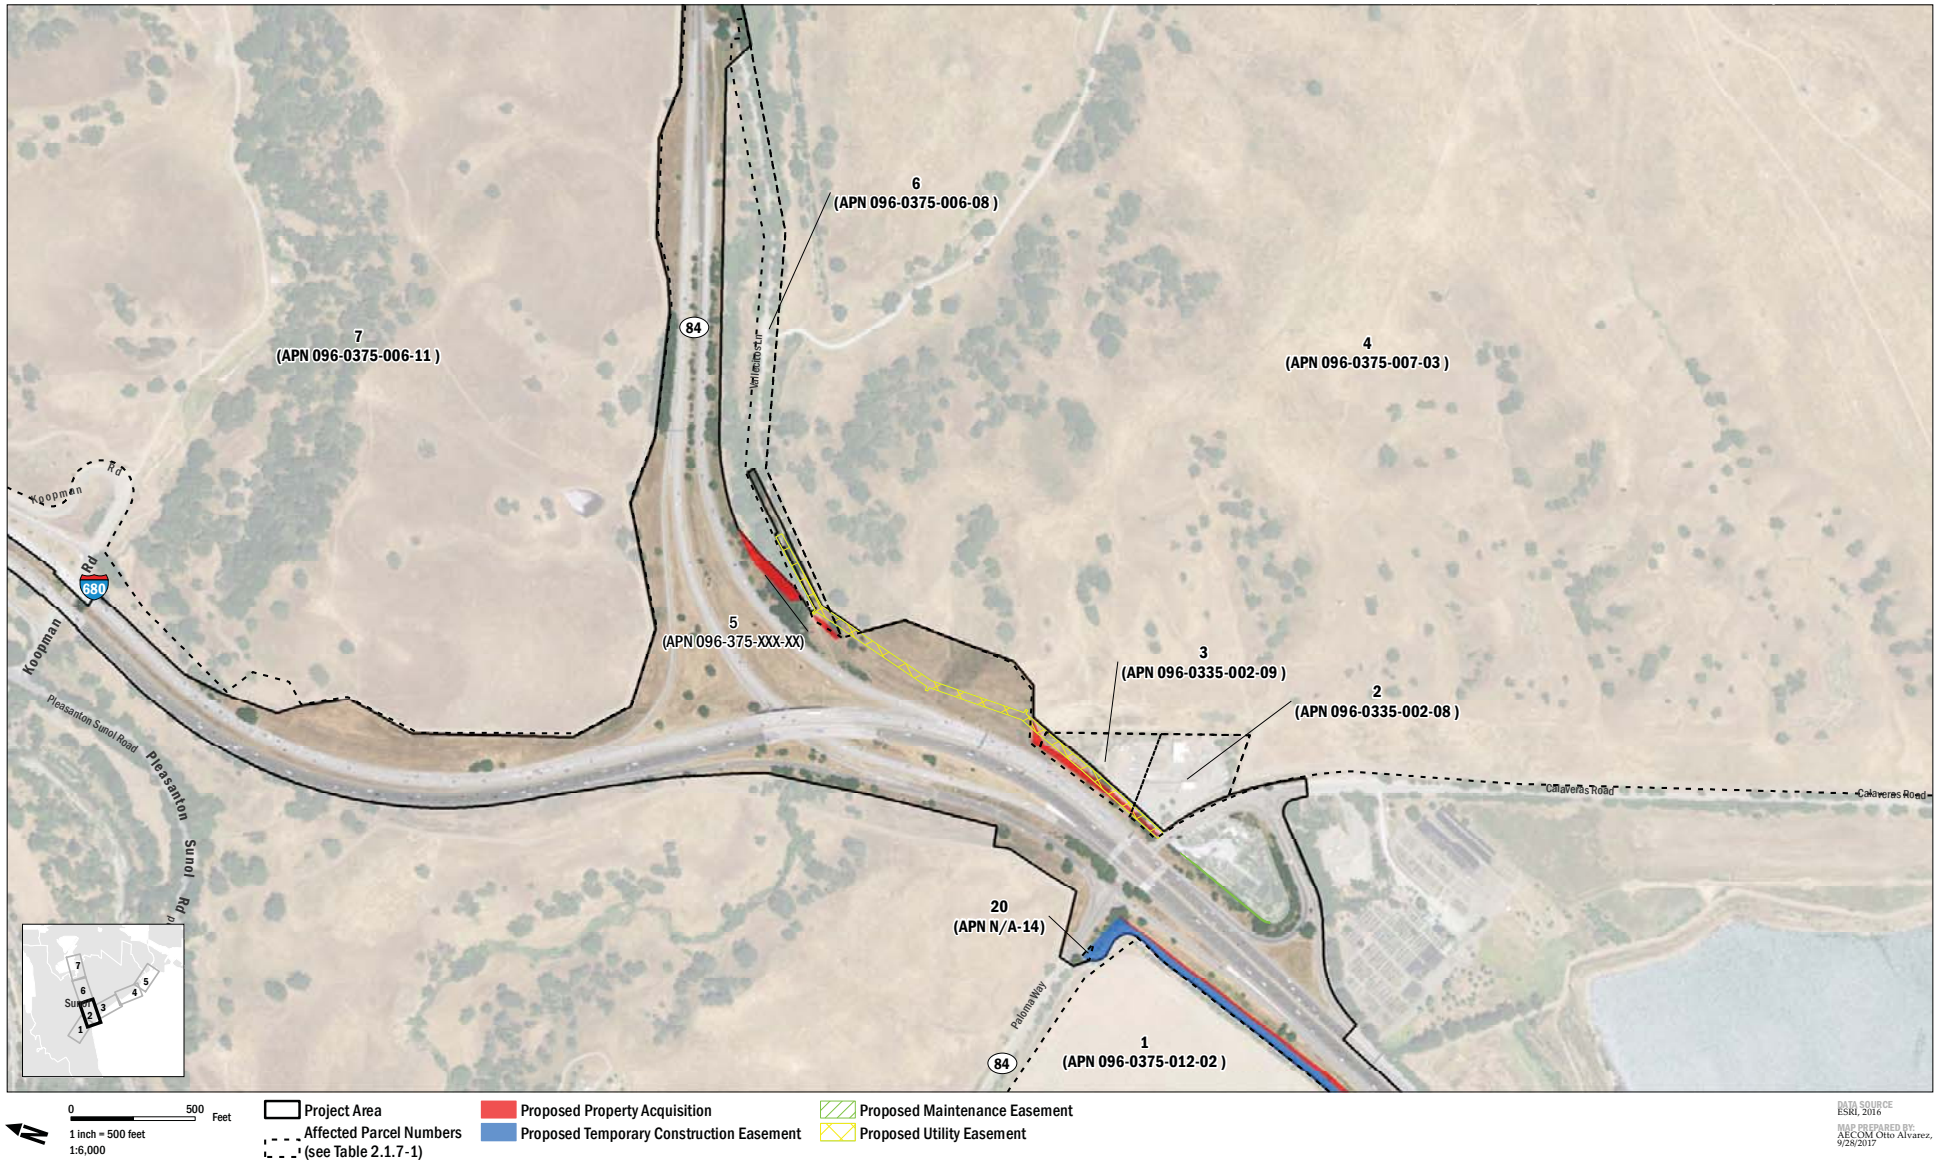 6
(APN 096-0375-006-08 )
84
7
(APN 096-0375-006-11 )
4
(APN 096-0375-007-03 )
Vallecitos Ln
Koopman
Rd
Rd
680
Koopman
5
(APN 096-375-XXX-XX)
3
(APN 096-0335-002-09 )
2
(APN 096-0335-002-08 )
Pleasanton Sunol Road
Pleasanton
Sunol
Rd
Calaveras Road
Calaveras Road
20
(APN N/A-14)
Paloma Way
84
1
(APN 096-0375-012-02 )
7
6
5
4
3
2
1
N
0 500 Feet
1 inch = 500 feet
1:6,000
Project Area
Affected Parcel Numbers
(see Table 2.1.7-1)
Proposed Property Acquisition
Proposed Temporary Construction Easement
Proposed Maintenance Easement
Proposed Utility Easement
DATA SOURCE
ESRI, 2016
MAP PREPARED BY:
AECOM Otto Alvarez,
9/28/2017